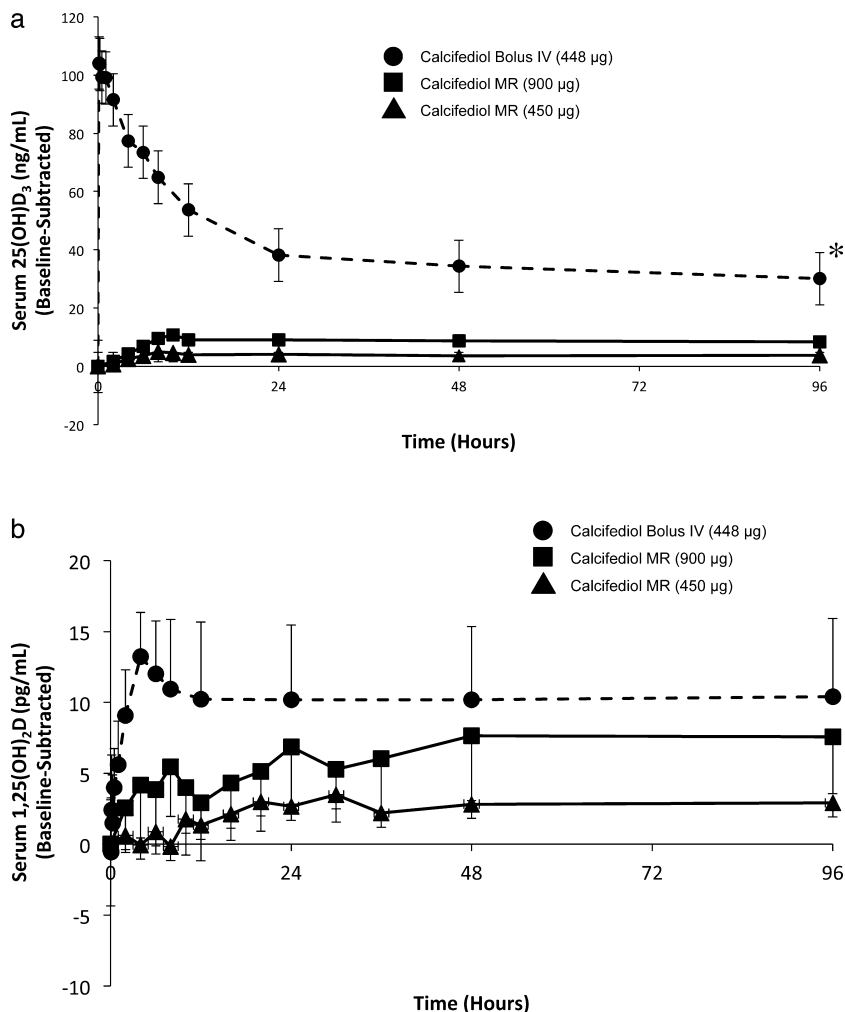 a
120
100
80
60
40
20
0
-20
Serum 25(OH)D3 (ng/mL)
(Baseline-Subtracted)
Calcifediol Bolus IV (448 µg)
Calcifediol MR (900 µg)
Calcifediol MR (450 µg)
*
0 24 48 72 96
Time (Hours)
b
20
15
10
5
0
-5
-10
Serum 1,25(OH)2D (pg/mL)
(Baseline-Subtracted)
Calcifediol Bolus IV (448 µg)
Calcifediol MR (900 µg)
Calcifediol MR (450 µg)
0 24 48 72 96
Time (Hours)